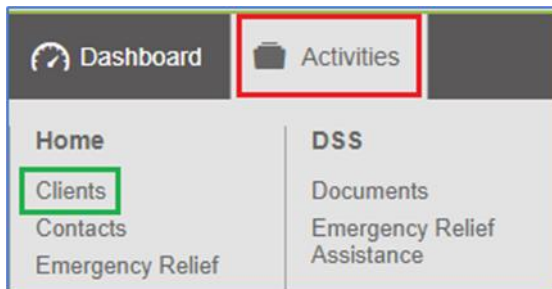 Dashboard
Activities
Home
Clients
Contacts
Emergency Relief
DSS
Documents
Emergency Relief
Assistance